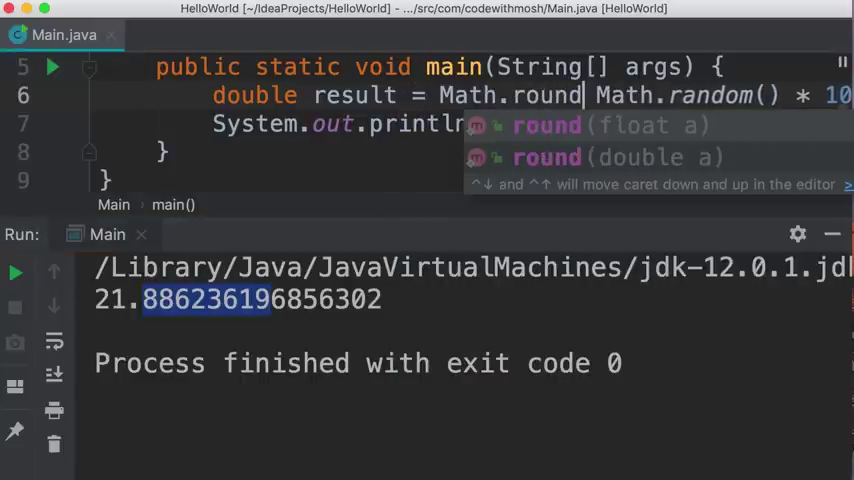 HelloWorld [~/IdeaProjects/HelloWorld] - .../src/com/codewithmosh/Main.java [HelloWorld]
Main.java
5 public static void main(String[] args) {
6 double result = Math.round Math.random() * 10
7 System.out.println
round(float a)
8 }
round(double a)
9 }
^↓ and ^↑ will move caret down and up in the editor >
Main main()
Run: Main
/Library/Java/JavaVirtualMachines/jdk-12.0.1.jd
21.886236196856302
Process finished with exit code 0